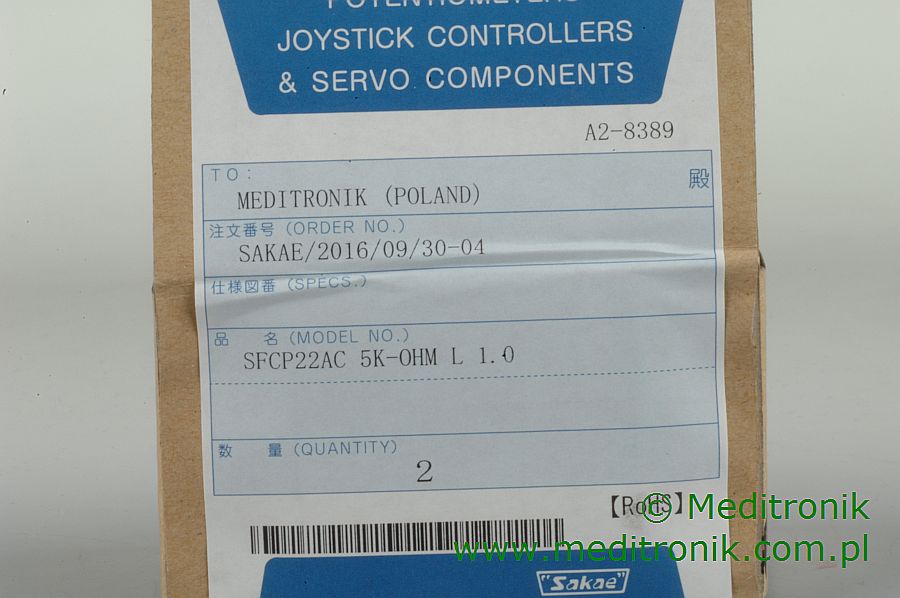 POTENTIOMETERS
JOYSTICK CONTROLLERS
& SERVO COMPONENTS
A2-8389
TO:
MEDITRONIK (POLAND) 殿
注文番号 (ORDER NO.)
SAKAE/2016/09/30-04
仕様図番 (SPECS.)
品 名 (MODEL NO.)
SFCP22AC 5K-OHM L 1.0
数 量 (QUANTITY)
2
【RoHS】
© Meditronik
www.meditronik.com.pl
"Sakae"